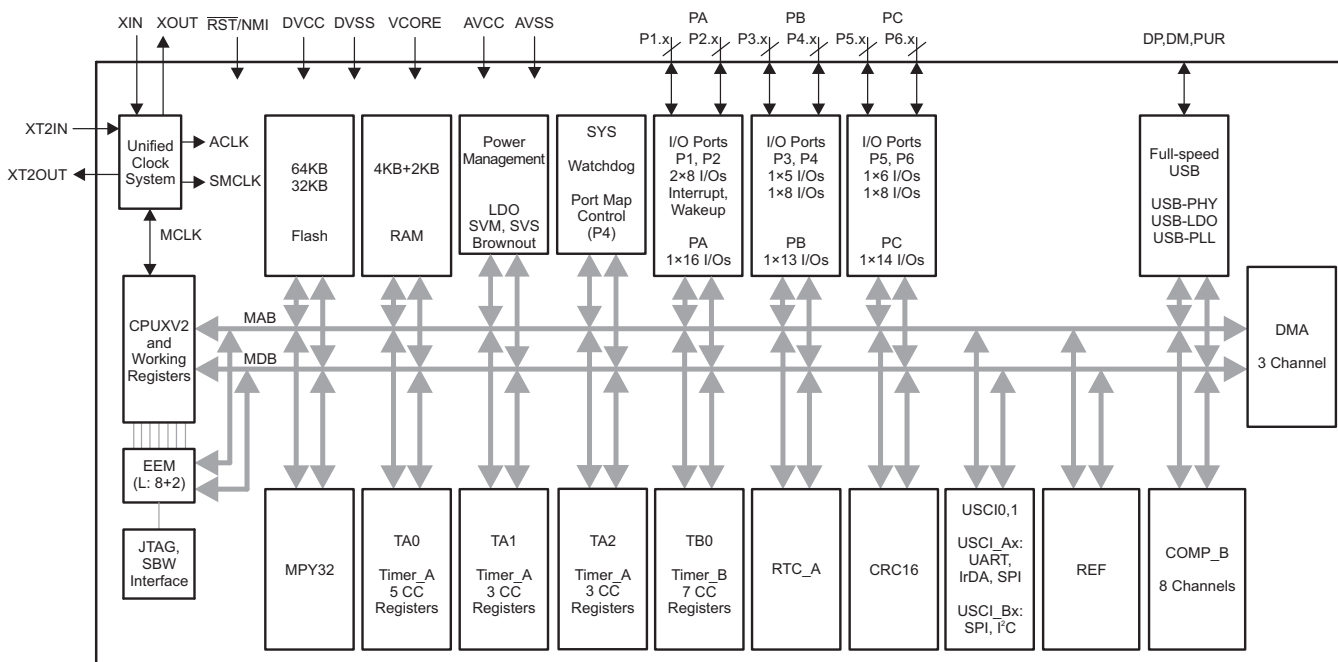 XIN
XOUT
RST/NMI
DVCC
DVSS
VCORE
AVCC
AVSS
PA
P1.x
P2.x
PB
P3.x
P4.x
PC
P5.x
P6.x
DP,DM,PUR
XT2IN
XT2OUT
Unified
Clock
System
ACLK
SMCLK
MCLK
64KB
32KB
Flash
4KB+2KB
RAM
Power
Management
LDO
SVM, SVS
Brownout
SYS
Watchdog
Port Map
Control
(P4)
I/O Ports
P1, P2
2×8 I/Os
Interrupt,
Wakeup
PA
1×16 I/Os
I/O Ports
P3, P4
1×5 I/Os
1×8 I/Os
PB
1×13 I/Os
I/O Ports
P5, P6
1×6 I/Os
1×8 I/Os
PC
1×14 I/Os
Full-speed
USB
USB-PHY
USB-LDO
USB-PLL
CPUXV2
and
Working
Registers
MAB
MDB
DMA
3 Channel
EEM
(L: 8+2)
JTAG,
SBW
Interface
MPY32
TA0
Timer_A
5 CC
Registers
TA1
Timer_A
3 CC
Registers
TA2
Timer_A
3 CC
Registers
TB0
Timer_B
7 CC
Registers
RTC_A
CRC16
USCI0,1
USCI_Ax:
UART,
IrDA, SPI
USCI_Bx:
SPI, I²C
REF
COMP_B
8 Channels